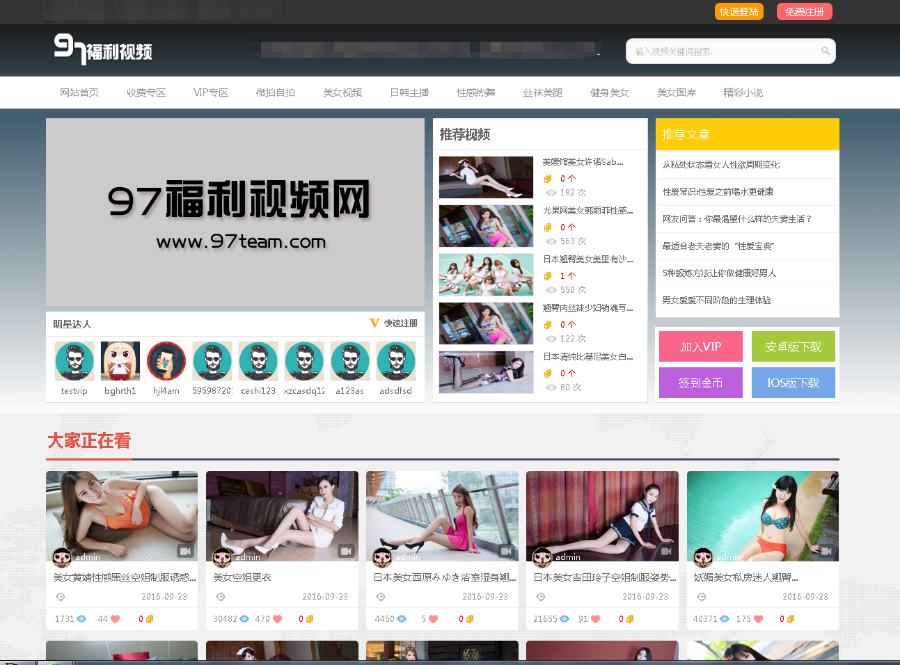 快速登陆
免费注册
97福利视频
输入视频关键词搜索..
网站首页
收费专区
VIP专区
微拍自拍
美女视频
日韩主播
性感热舞
丝袜美腿
健身美女
美女图库
精彩小说
97福利视频网
www.97team.com
明星达人
快速注册
testvip
bghrth1
hji4am
595987201
ceshi123
xzcasdq12
a123as
adsdfsd
推荐视频
美媛馆美女许诺Sab...
0 个
182 次
尤果网美女韩雨菲性感...
0 个
563 次
日本翘臀美女美里有沙...
1 个
550 次
翘臀肉丝袜少妇销魂写...
0 个
122 次
日本清纯比基尼美女白...
0 个
80 次
推荐文章
从私处状态看女人性欲周期变化
性爱常识:性爱之前喝水更健康
网友问答：你最渴望什么样的夫妻生活？
最适合老夫老妻的“性爱宝典”
5种锻炼方法让你做健康好男人
男女爱爱不同阶段的生理体验
加入VIP
安卓版下载
签到金币
IOS版下载
大家正在看
admin
美女黄婧性感黑丝空姐制服诱惑...
2016-09-23
1731
44
0
admin
美女空姐更衣
2016-09-23
30482
470
0
admin
日本美女西原みゆき浴室湿身翘...
2016-09-23
4450
5
0
admin
日本美女吉田玲子空姐制服姿势...
2016-09-23
21655
91
0
admin
妖媚美女私房迷人翘臀...
2016-09-23
40371
175
0